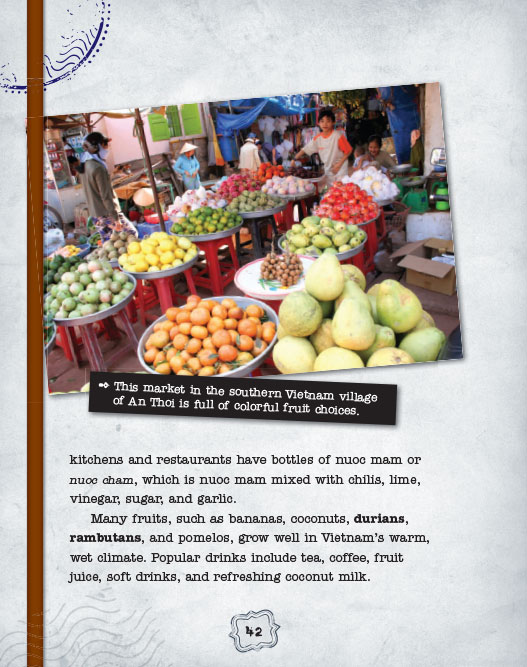 ➺ This market in the southern Vietnam village
of An Thoi is full of colorful fruit choices.
kitchens and restaurants have bottles of nuoc mam or
nuoc cham, which is nuoc mam mixed with chilis, lime,
vinegar, sugar, and garlic.
Many fruits, such as bananas, coconuts, durians,
rambutans, and pomelos, grow well in Vietnam's warm,
wet climate. Popular drinks include tea, coffee, fruit
juice, soft drinks, and refreshing coconut milk.
42